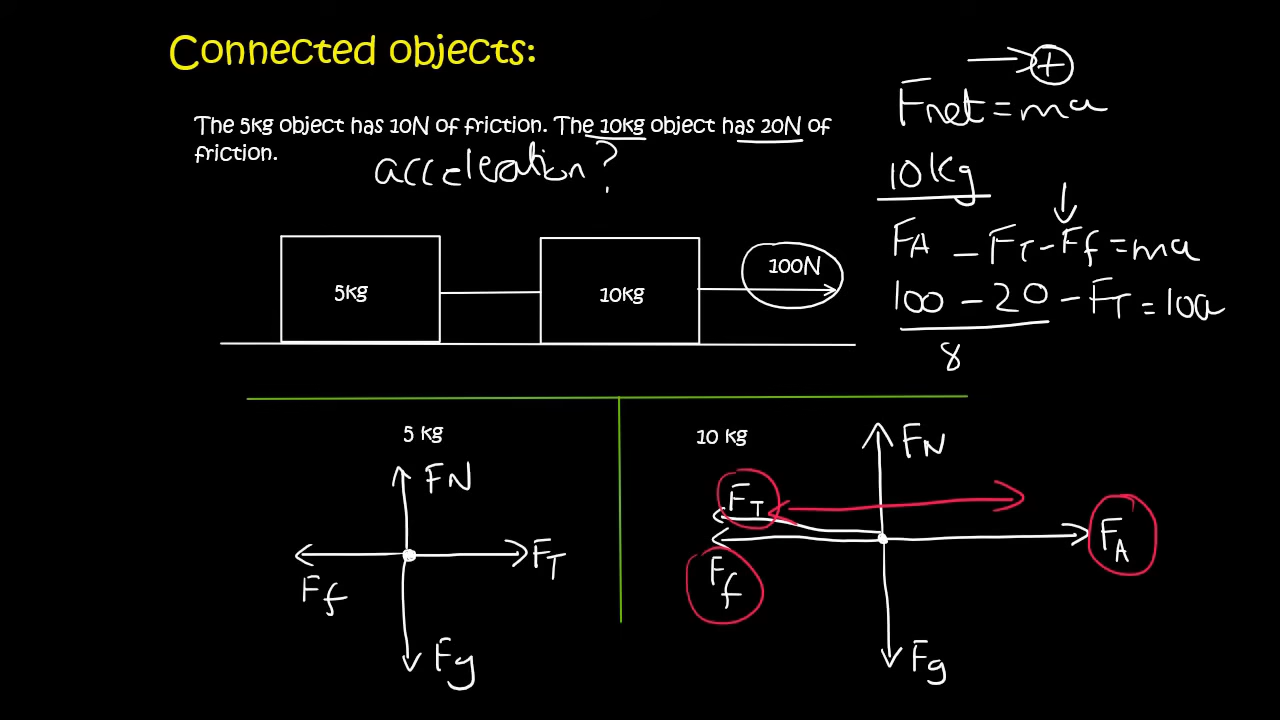 Connected objects:
The 5kg object has 10N of friction. The 10kg object has 20N of
friction.
acceleration?
+
Fnet = ma
10kg
FA - FT - Ff = ma
100 - 20 - FT = 10a
8
5kg
10kg
100N
5 kg
FN
FT
Ff
Fg
10 kg
FN
FT
FA
Ff
Fg